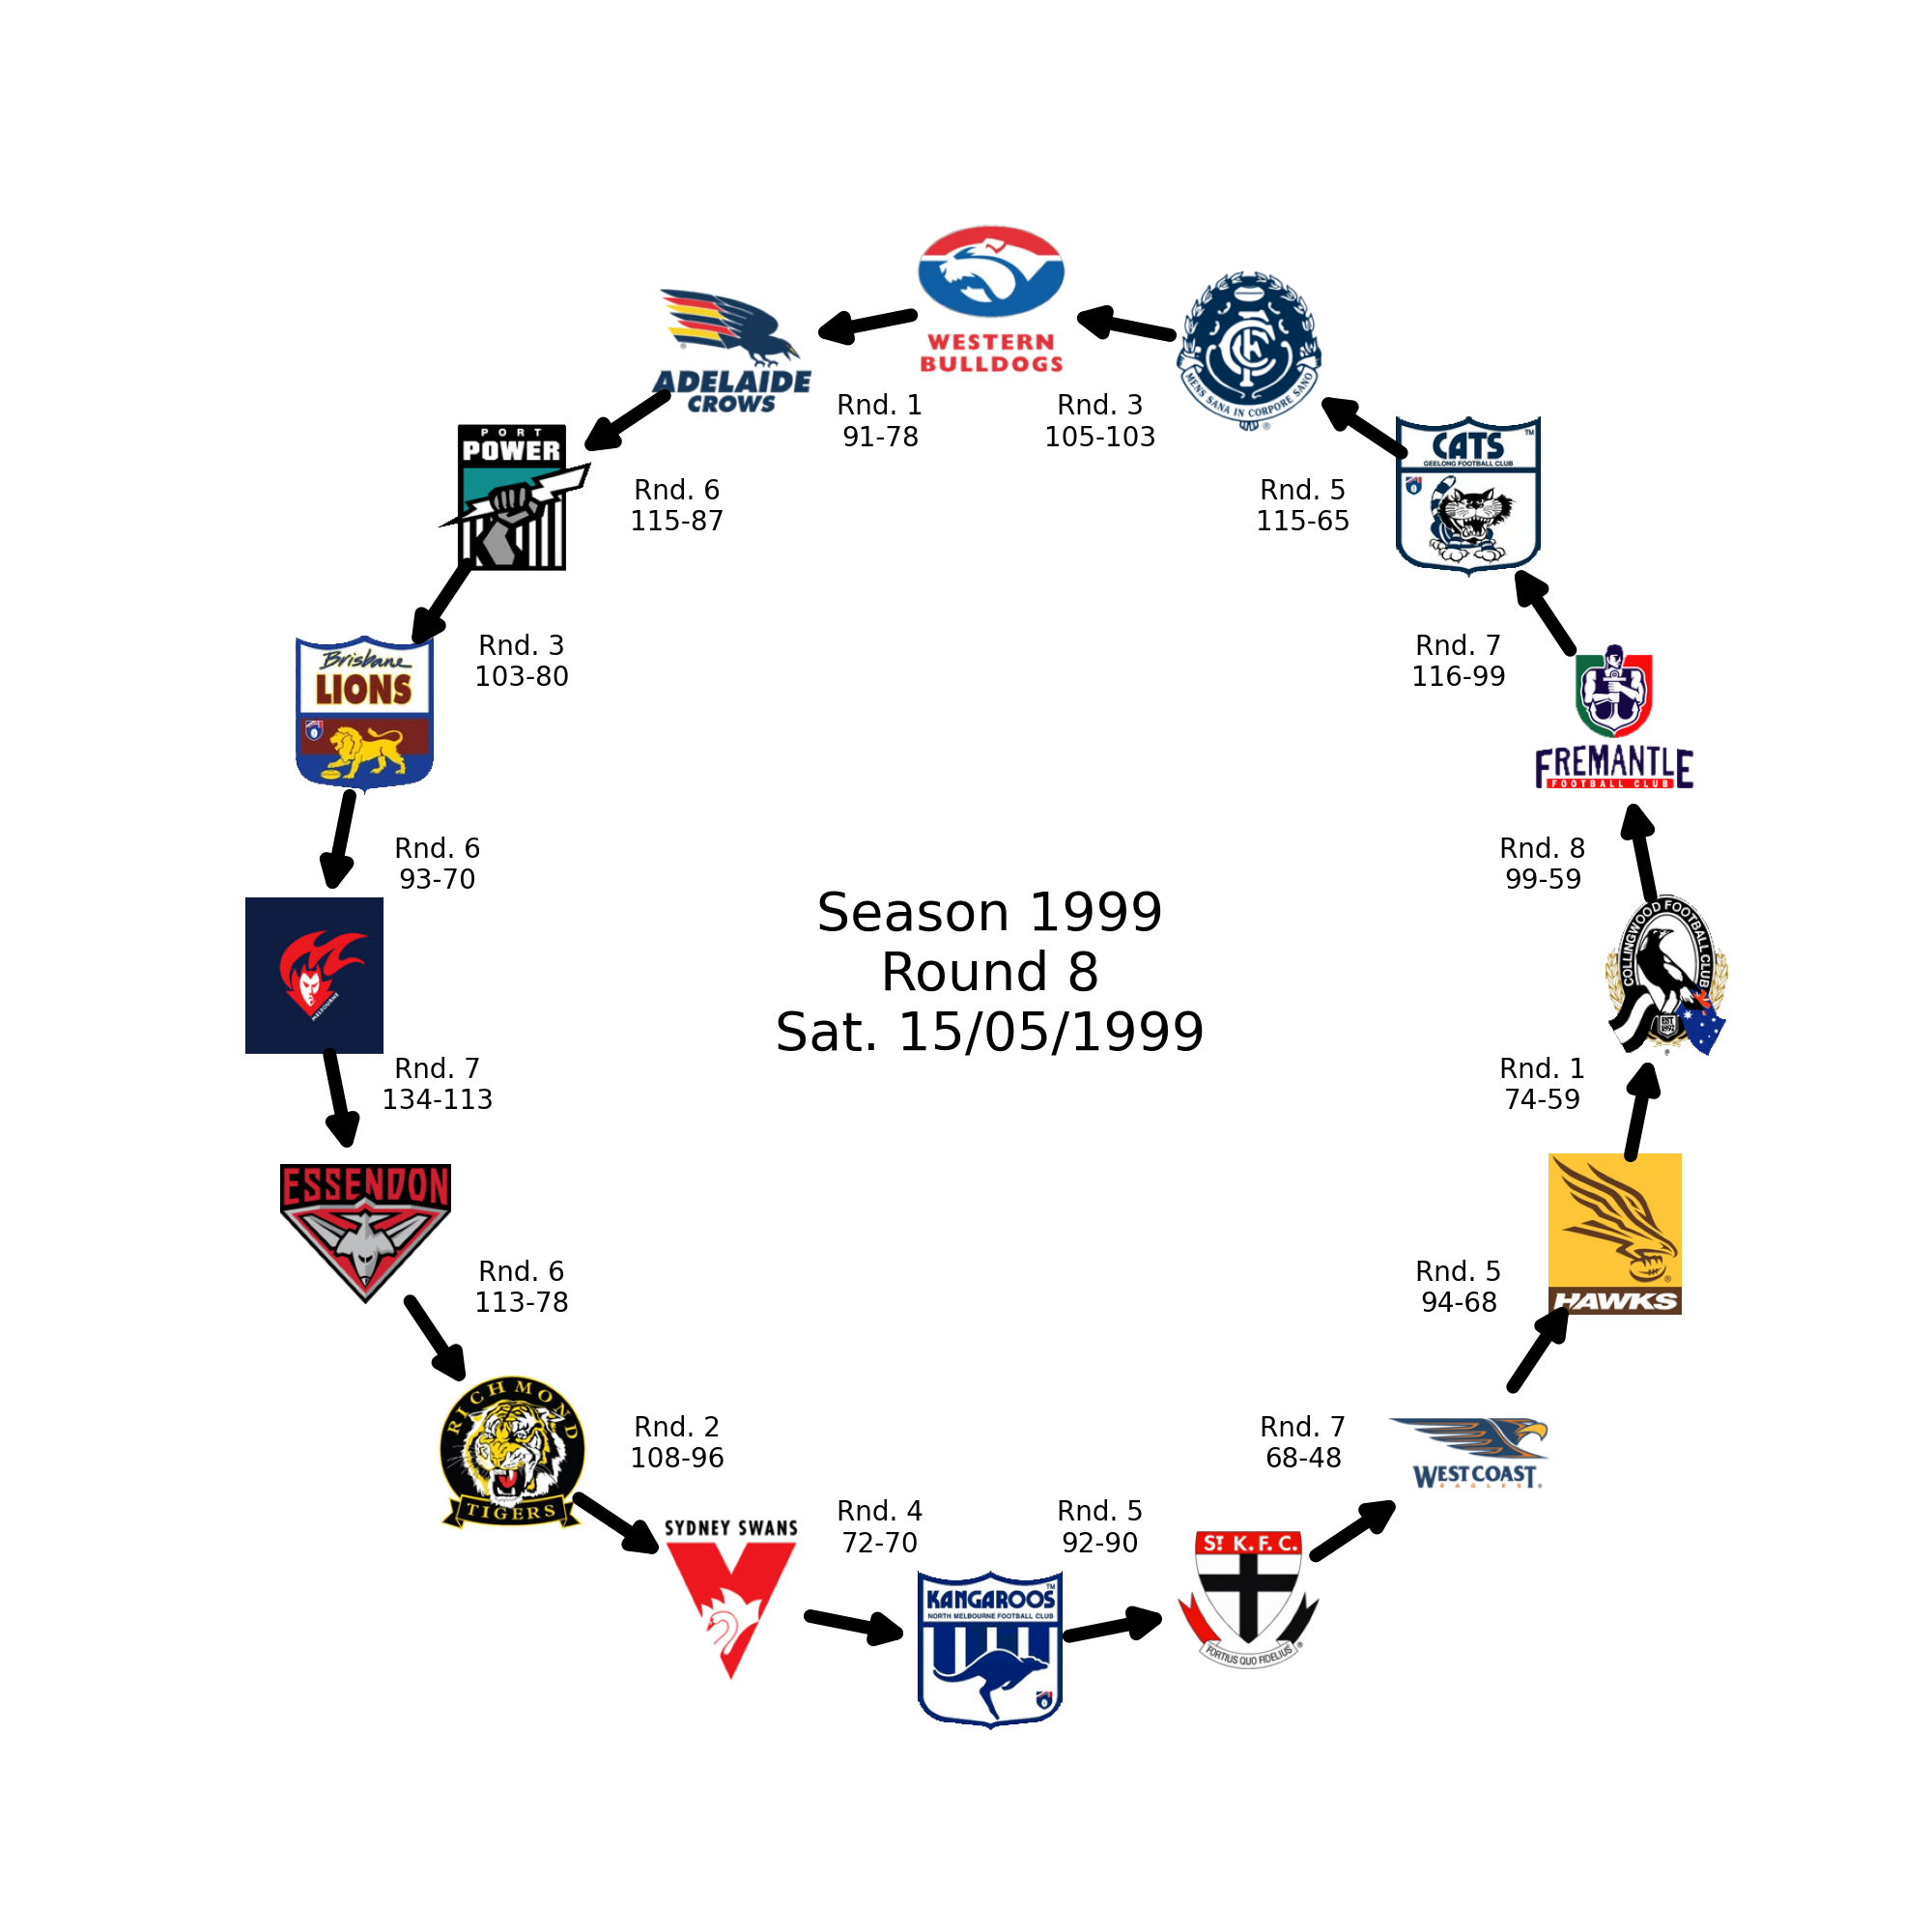 WESTERN
BULLDOGS
ADELAIDE
CROWS
MENS SANA IN CORPORE SANO
Rnd. 1
91-78
Rnd. 3
105-103
PORT
POWER
CATS
GEELONG FOOTBALL CLUB
TM
Rnd. 6
115-87
Rnd. 5
115-65
Brisbane
LIONS
Rnd. 3
103-80
Rnd. 7
116-99
FREMANTLE
FOOTBALL CLUB
Rnd. 6
93-70
Rnd. 8
99-59
Season 1999
Round 8
Sat. 15/05/1999
COLLINGWOOD FOOTBALL CLUB
EST
1892
MELBOURNE
Rnd. 7
134-113
Rnd. 1
74-59
ESSENDON
Rnd. 6
113-78
Rnd. 5
94-68
HAWKS
RICHMOND
TIGERS
Rnd. 2
108-96
Rnd. 7
68-48
WEST COAST
EAGLES
SYDNEY SWANS
Rnd. 4
72-70
Rnd. 5
92-90
ST K.F.C.
FORTIUS QUO FIDELIUS
KANGAROOS
TM
NORTH MELBOURNE FOOTBALL CLUB